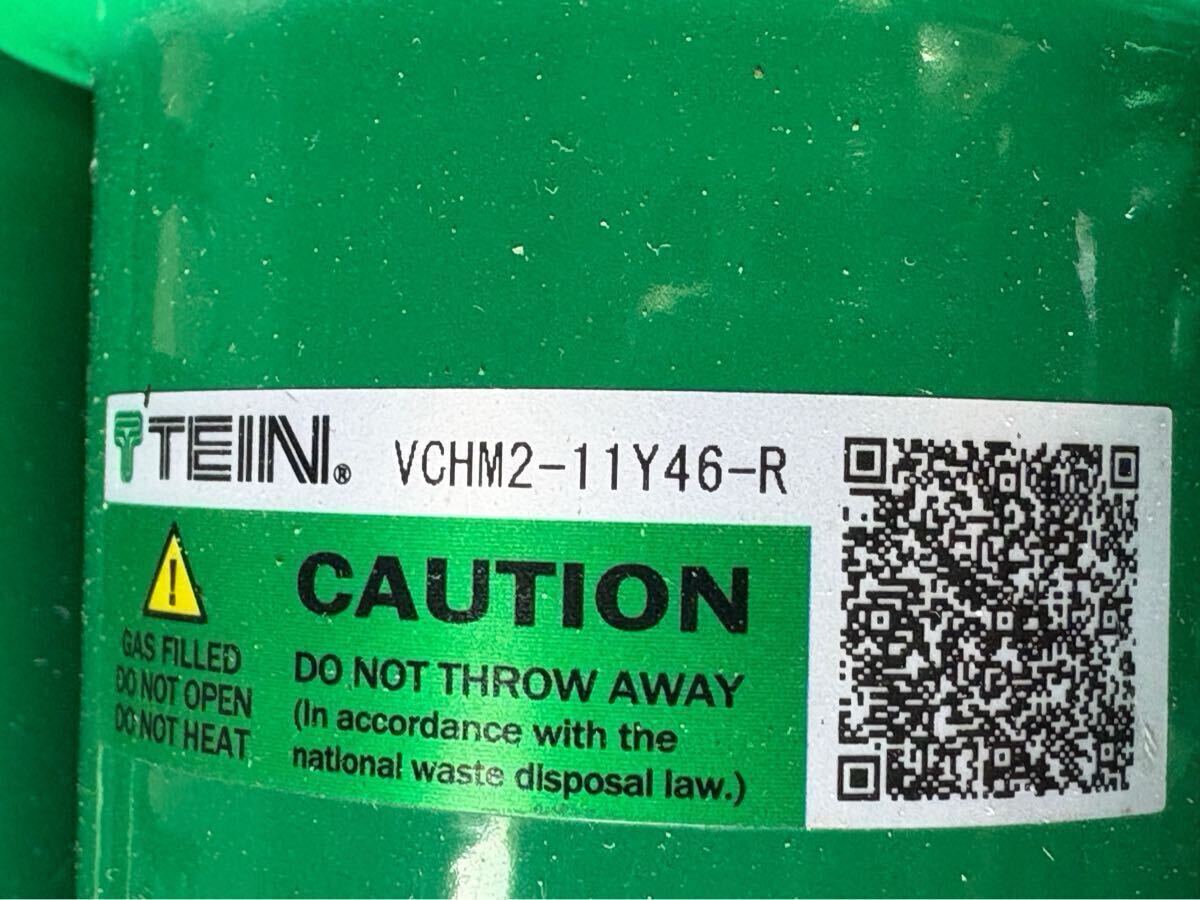 TEIN® VCHM2-11Y46-R
CAUTION
GAS FILLED
DO NOT OPEN
DO NOT HEAT
DO NOT THROW AWAY
(In accordance with the
national waste disposal law.)